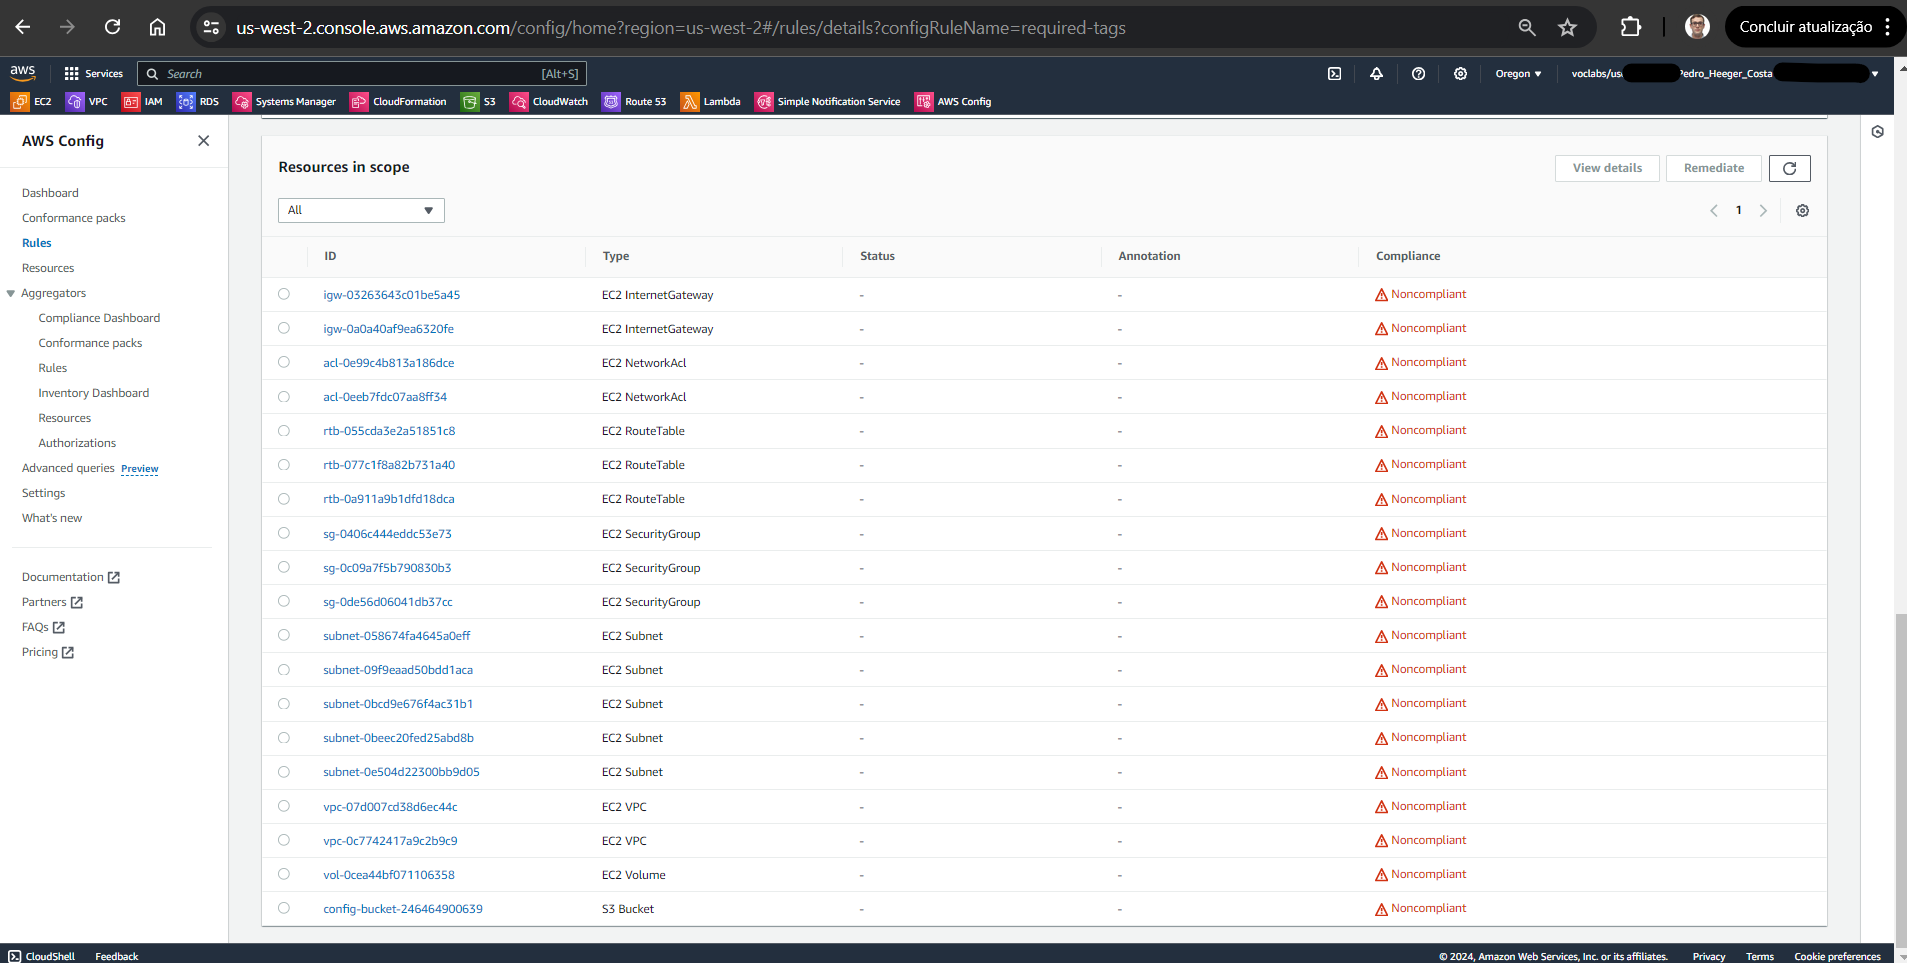 us-west-2.console.aws.amazon.com/config/home?region=us-west-2#/rules/details?configRuleName=required-tags
Concluir atualização
aws
Services
Search
[Alt+S]
Oregon
voclabs/us
Pedro_Heeger_Costa
EC2 VPC IAM RDS Systems Manager CloudFormation S3 CloudWatch Route 53 Lambda Simple Notification Service AWS Config
AWS Config
Dashboard
Conformance packs
Rules
Resources
Aggregators
Compliance Dashboard
Conformance packs
Rules
Inventory Dashboard
Resources
Authorizations
Advanced queries Preview
Settings
What's new
Documentation
Partners
FAQs
Pricing
Resources in scope
View details
Remediate
All
1
ID Type Status Annotation Compliance
igw-03263643c01be5a45 EC2 InternetGateway - - Noncompliant
igw-0a0a40af9ea6320fe EC2 InternetGateway - - Noncompliant
acl-0e99c4b813a186dce EC2 NetworkAcl - - Noncompliant
acl-0eeb7fdc07aa8ff34 EC2 NetworkAcl - - Noncompliant
rtb-055cda3e2a51851c8 EC2 RouteTable - - Noncompliant
rtb-077c1f8a82b731a40 EC2 RouteTable - - Noncompliant
rtb-0a911a9b1dfd18dca EC2 RouteTable - - Noncompliant
sg-0406c444eddc53e73 EC2 SecurityGroup - - Noncompliant
sg-0c09a7f5b790830b3 EC2 SecurityGroup - - Noncompliant
sg-0de56d06041db37cc EC2 SecurityGroup - - Noncompliant
subnet-058674fa4645a0eff EC2 Subnet - - Noncompliant
subnet-09f9eaad50bdd1aca EC2 Subnet - - Noncompliant
subnet-0bcd9e676f4ac31b1 EC2 Subnet - - Noncompliant
subnet-0beec20fed25abd8b EC2 Subnet - - Noncompliant
subnet-0e504d22300bb9d05 EC2 Subnet - - Noncompliant
vpc-07d007cd38d6ec44c EC2 VPC - - Noncompliant
vpc-0c7742417a9c2b9c9 EC2 VPC - - Noncompliant
vol-0cea44bf071106358 EC2 Volume - - Noncompliant
config-bucket-246464900639 S3 Bucket - - Noncompliant
CloudShell Feedback
© 2024, Amazon Web Services, Inc. or its affiliates. Privacy Terms Cookie preferences